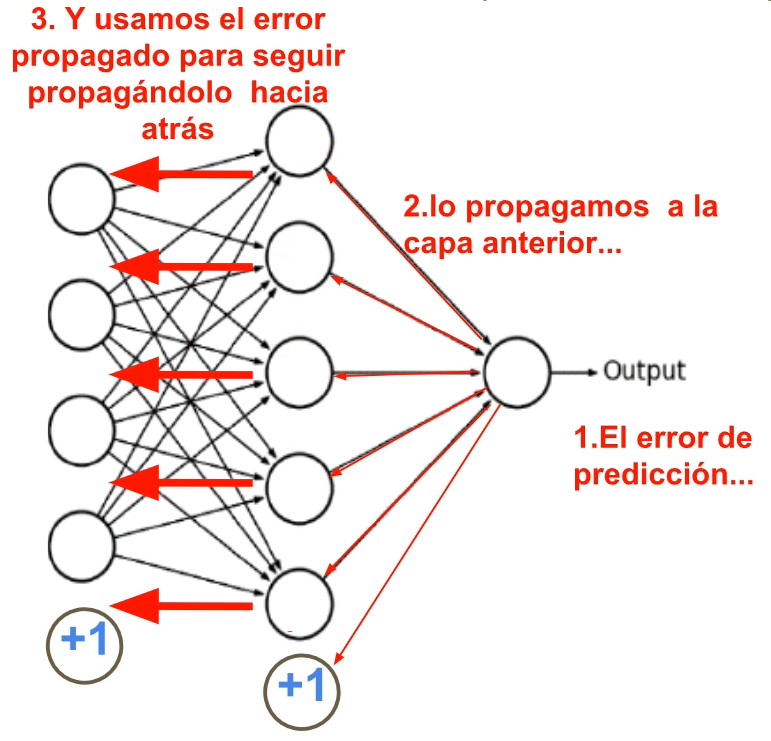 3. Y usamos el error
propagado para seguir
propagándolo hacia
atrás
2.lo propagamos a la
capa anterior...
Output
1.El error de
predicción...
+1
+1